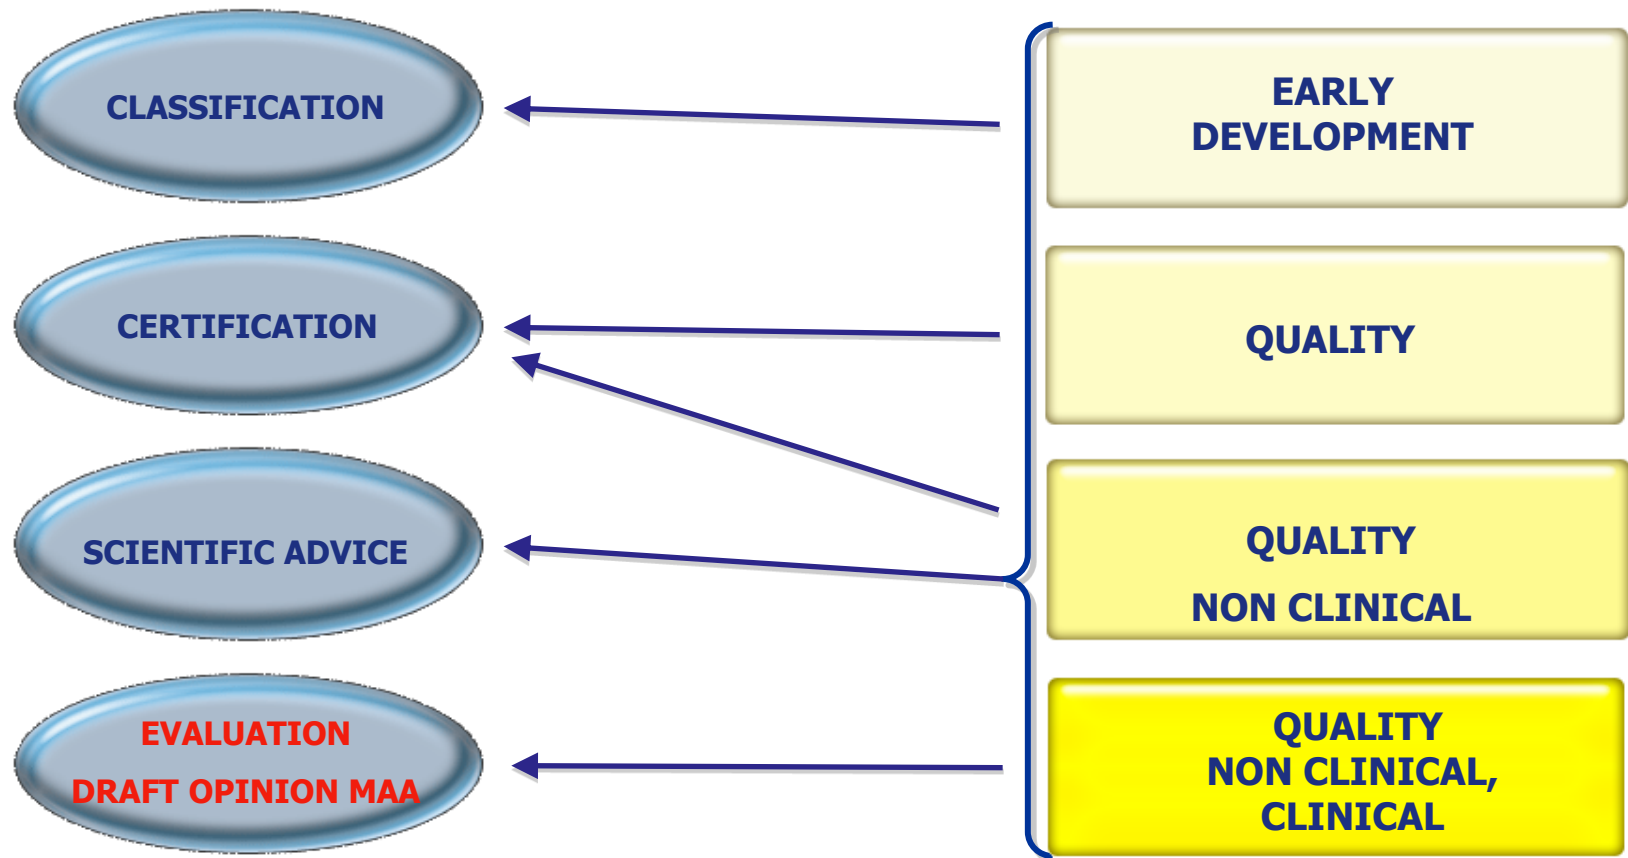 CLASSIFICATION
EARLY
DEVELOPMENT
CERTIFICATION
QUALITY
SCIENTIFIC ADVICE
QUALITY
NON CLINICAL
EVALUATION
DRAFT OPINION MAA
QUALITY
NON CLINICAL,
CLINICAL